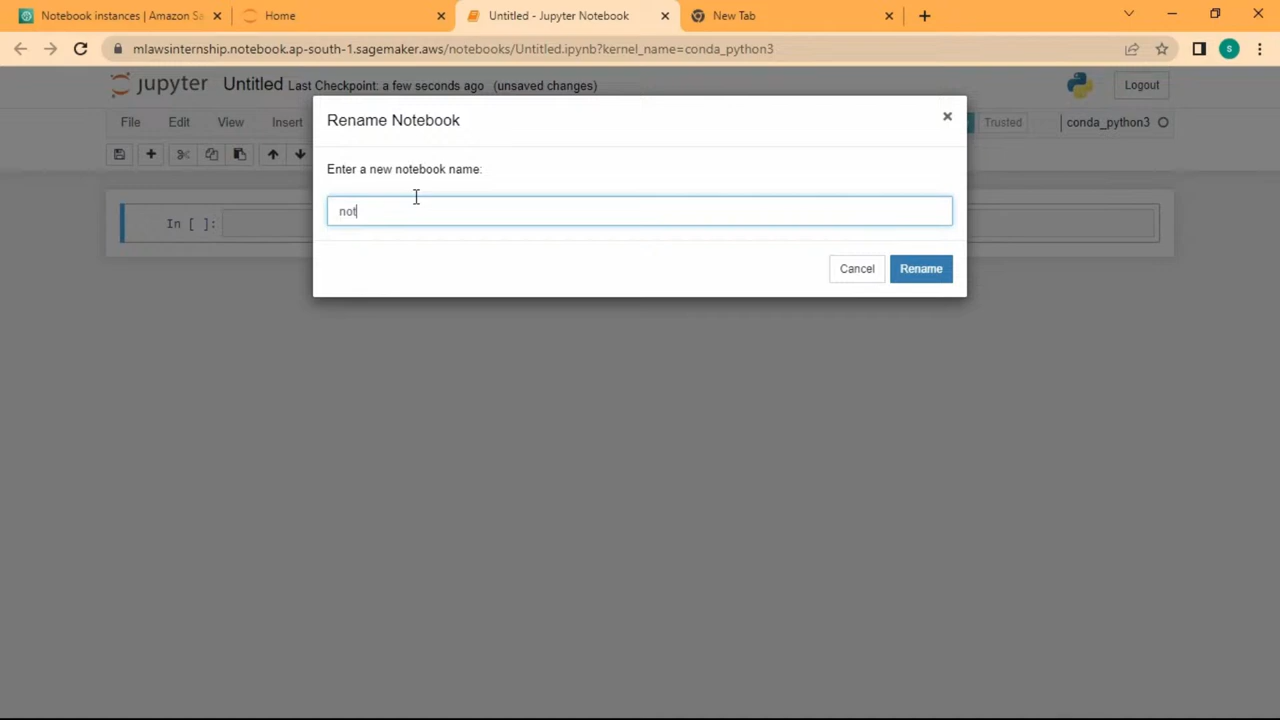 Notebook instances | Amazon Sa
Home
Untitled - Jupyter Notebook
New Tab
mlawsinternship.notebook.ap-south-1.sagemaker.aws/notebooks/Untitled.ipynb?kernel_name=conda_python3
S
jupyter Untitled Last Checkpoint: a few seconds ago (unsaved changes)
Logout
File Edit View Insert
Trusted
conda_python3
Rename Notebook
Enter a new notebook name:
not
Cancel Rename
In [ ]: